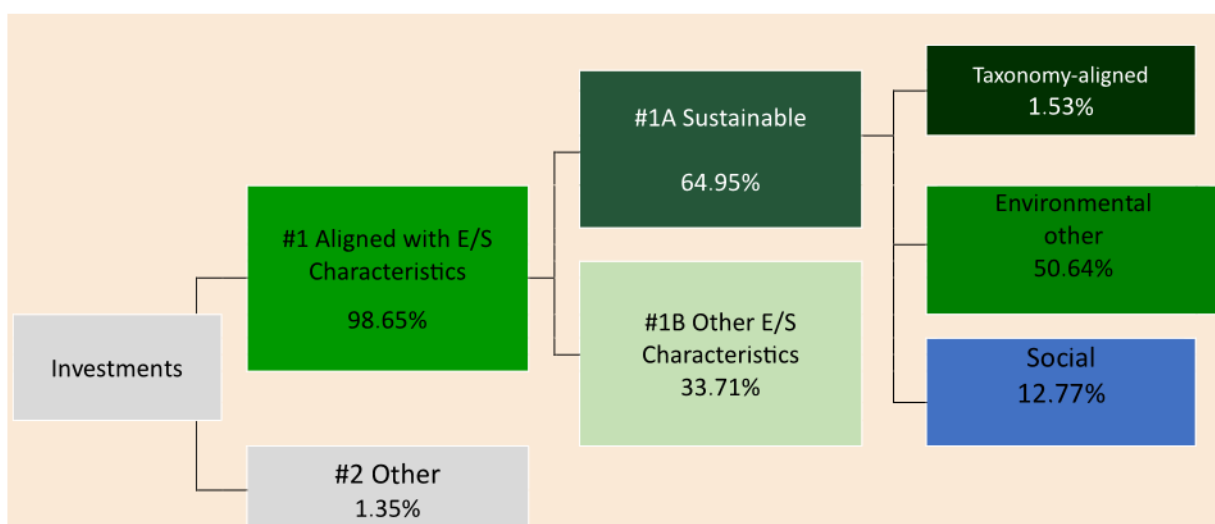 Investments
#1 Aligned with E/S
Characteristics
98.65%
#2 Other
1.35%
#1A Sustainable
64.95%
#1B Other E/S
Characteristics
33.71%
Taxonomy-aligned
1.53%
Environmental
other
50.64%
Social
12.77%